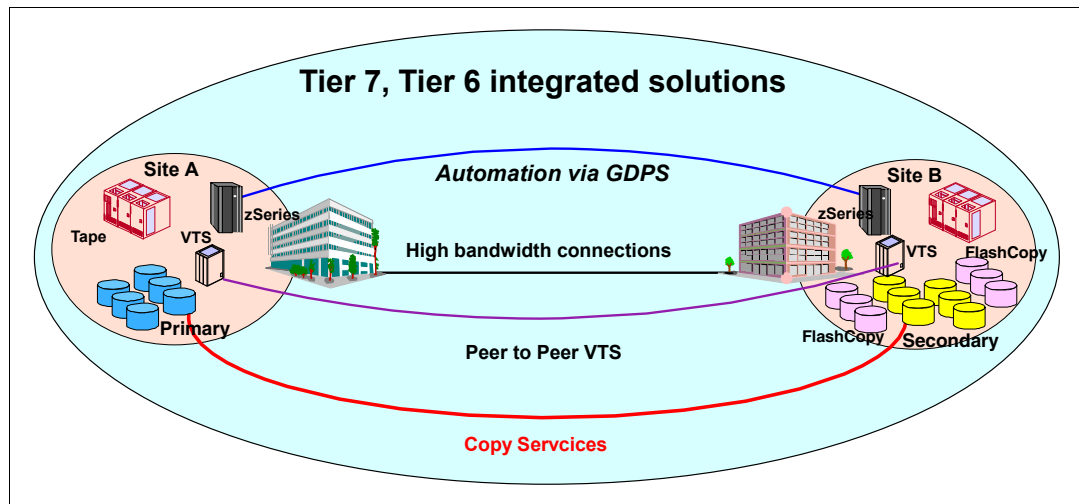 Tier 7, Tier 6 integrated solutions
Site A
Site B
Automation via GDPS
zSeries
zSeries
Tape
VTS
High bandwidth connections
VTS
FlashCopy
Primary
FlashCopy
Secondary
Peer to Peer VTS
Copy Servcices